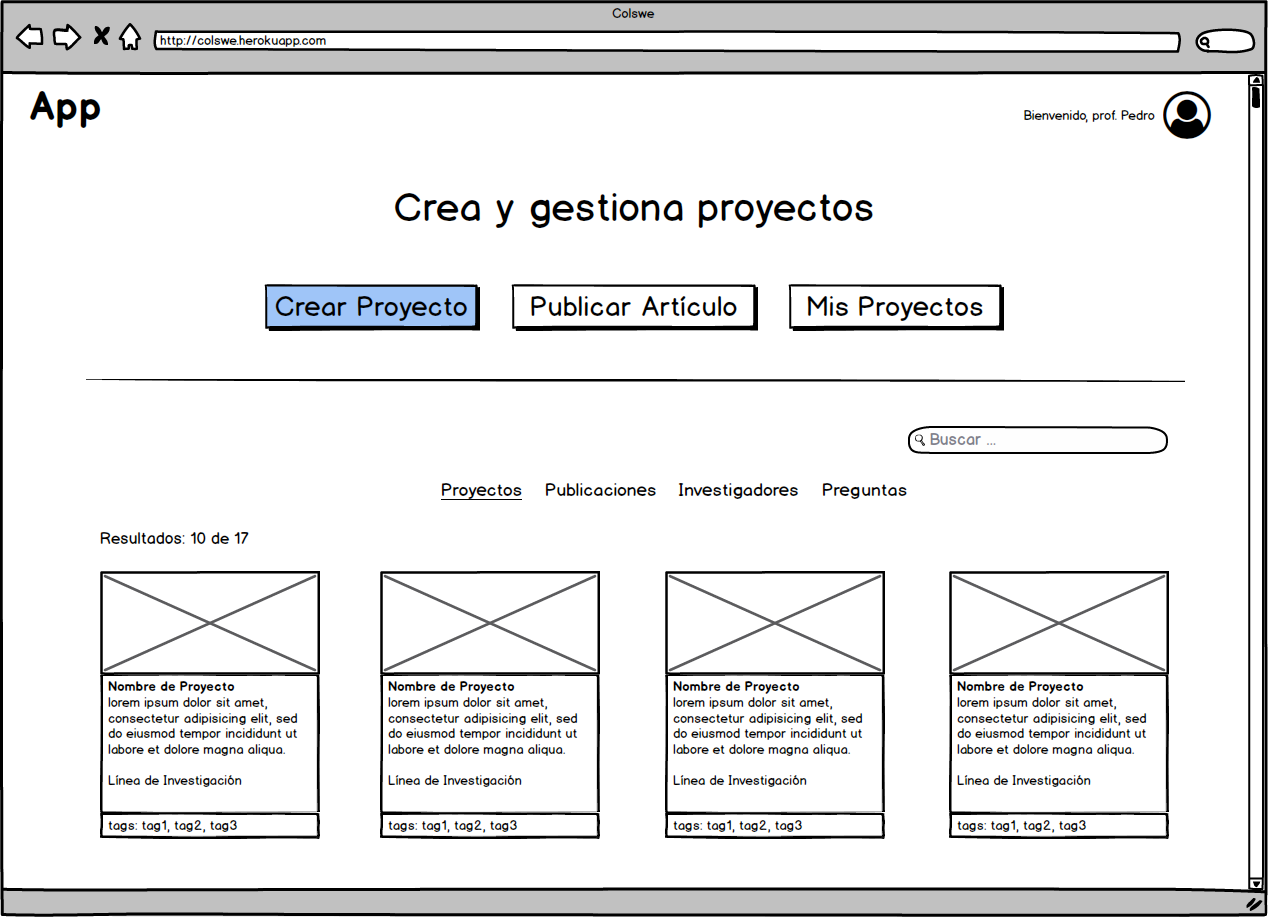 Colswe
http://colswe.herokuapp.com
App
Bienvenido, prof. Pedro
Crea y gestiona proyectos
Crear Proyecto
Publicar Artículo
Mis Proyectos
Buscar ...
Proyectos
Publicaciones
Investigadores
Preguntas
Resultados: 10 de 17
Nombre de Proyecto
lorem ipsum dolor sit amet,
consectetur adipisicing elit, sed
do eiusmod tempor incididunt ut
labore et dolore magna aliqua.
Línea de Investigación
tags: tag1, tag2, tag3
Nombre de Proyecto
lorem ipsum dolor sit amet,
consectetur adipisicing elit, sed
do eiusmod tempor incididunt ut
labore et dolore magna aliqua.
Línea de Investigación
tags: tag1, tag2, tag3
Nombre de Proyecto
lorem ipsum dolor sit amet,
consectetur adipisicing elit, sed
do eiusmod tempor incididunt ut
labore et dolore magna aliqua.
Línea de Investigación
tags: tag1, tag2, tag3
Nombre de Proyecto
lorem ipsum dolor sit amet,
consectetur adipisicing elit, sed
do eiusmod tempor incididunt ut
labore et dolore magna aliqua.
Línea de Investigación
tags: tag1, tag2, tag3